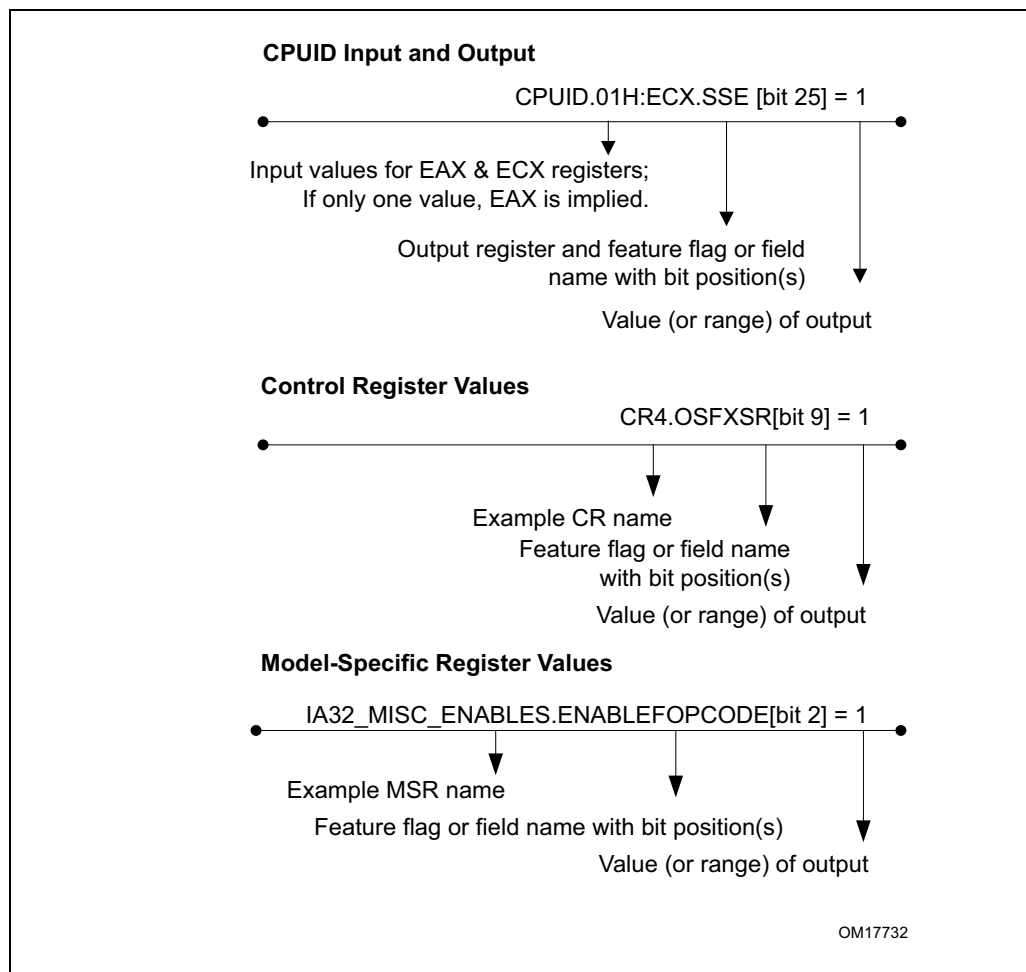 CPUID Input and Output
CPUID.01H:ECX.SSE [bit 25] = 1
Input values for EAX & ECX registers;
If only one value, EAX is implied.
Output register and feature flag or field
name with bit position(s)
Value (or range) of output
Control Register Values
CR4.OSFXSR[bit 9] = 1
Example CR name
Feature flag or field name
with bit position(s)
Value (or range) of output
Model-Specific Register Values
IA32_MISC_ENABLES.ENABLEFOPCODE[bit 2] = 1
Example MSR name
Feature flag or field name with bit position(s)
Value (or range) of output
OM17732